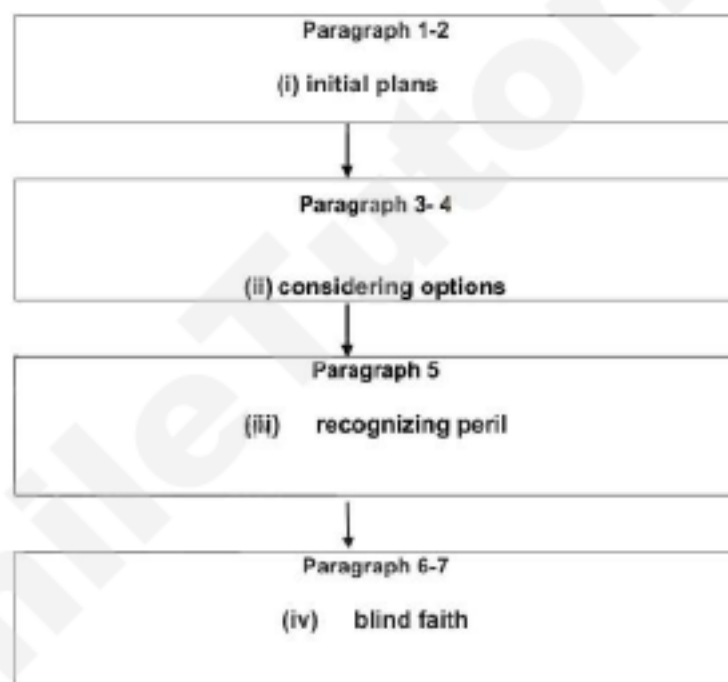 Paragraph 1-2
(i) initial plans
Paragraph 3- 4
(ii) considering options
Paragraph 5
(iii) recognizing peril
Paragraph 6-7
(iv) blind faith